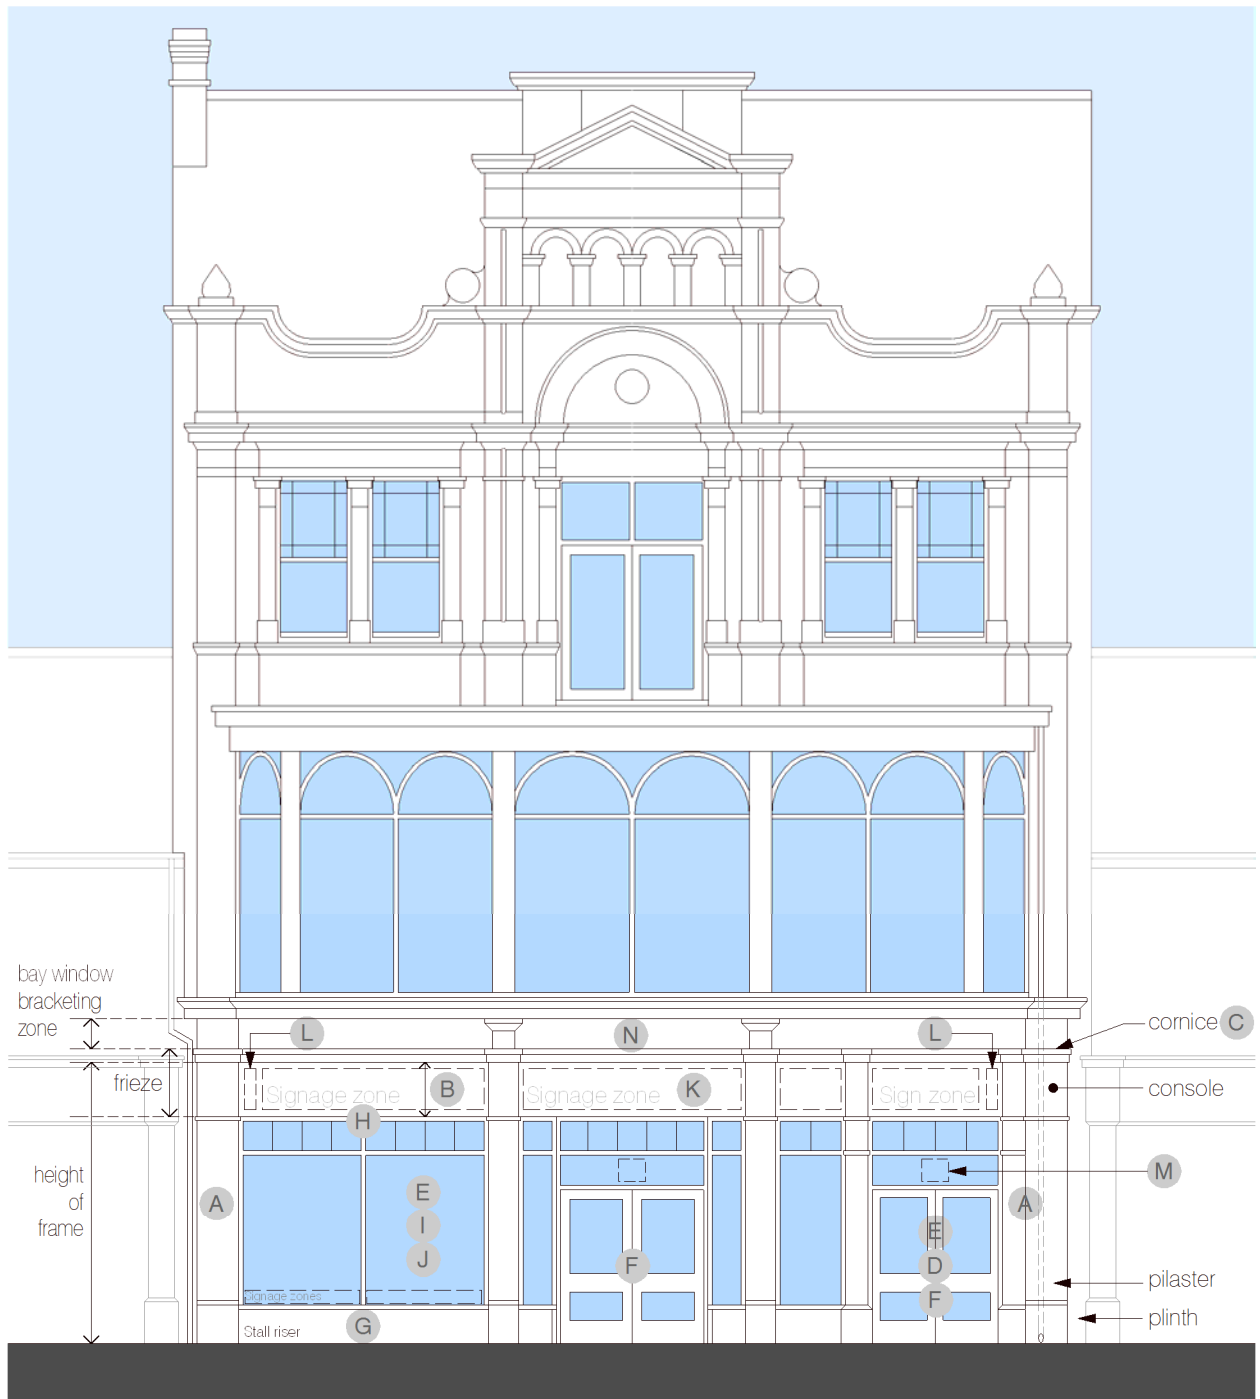 bay window
bracketing
zone
L
N
L
cornice C
frieze
Signage zone B
Signage zone K
Sign zone
console
H
height
of
frame
A
E
I
J
F
E
D
F
A
M
pilaster
Signage zones
Stall riser
G
plinth